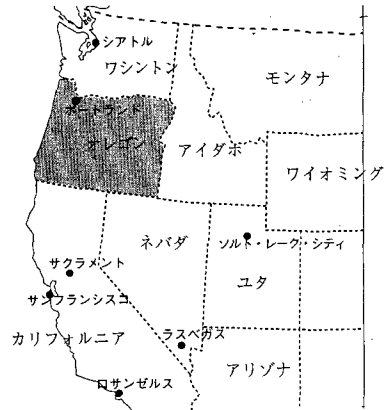 シアトル
ワシントン
モンタナ
ポートランド
オレゴン
アイダホ
ワイオミング
ネバダ
ソルト・レーク・シティ
サクラメント
ユタ
サンフランシスコ
カリフォルニア
ラスベガス
アリゾナ
ロサンゼルス